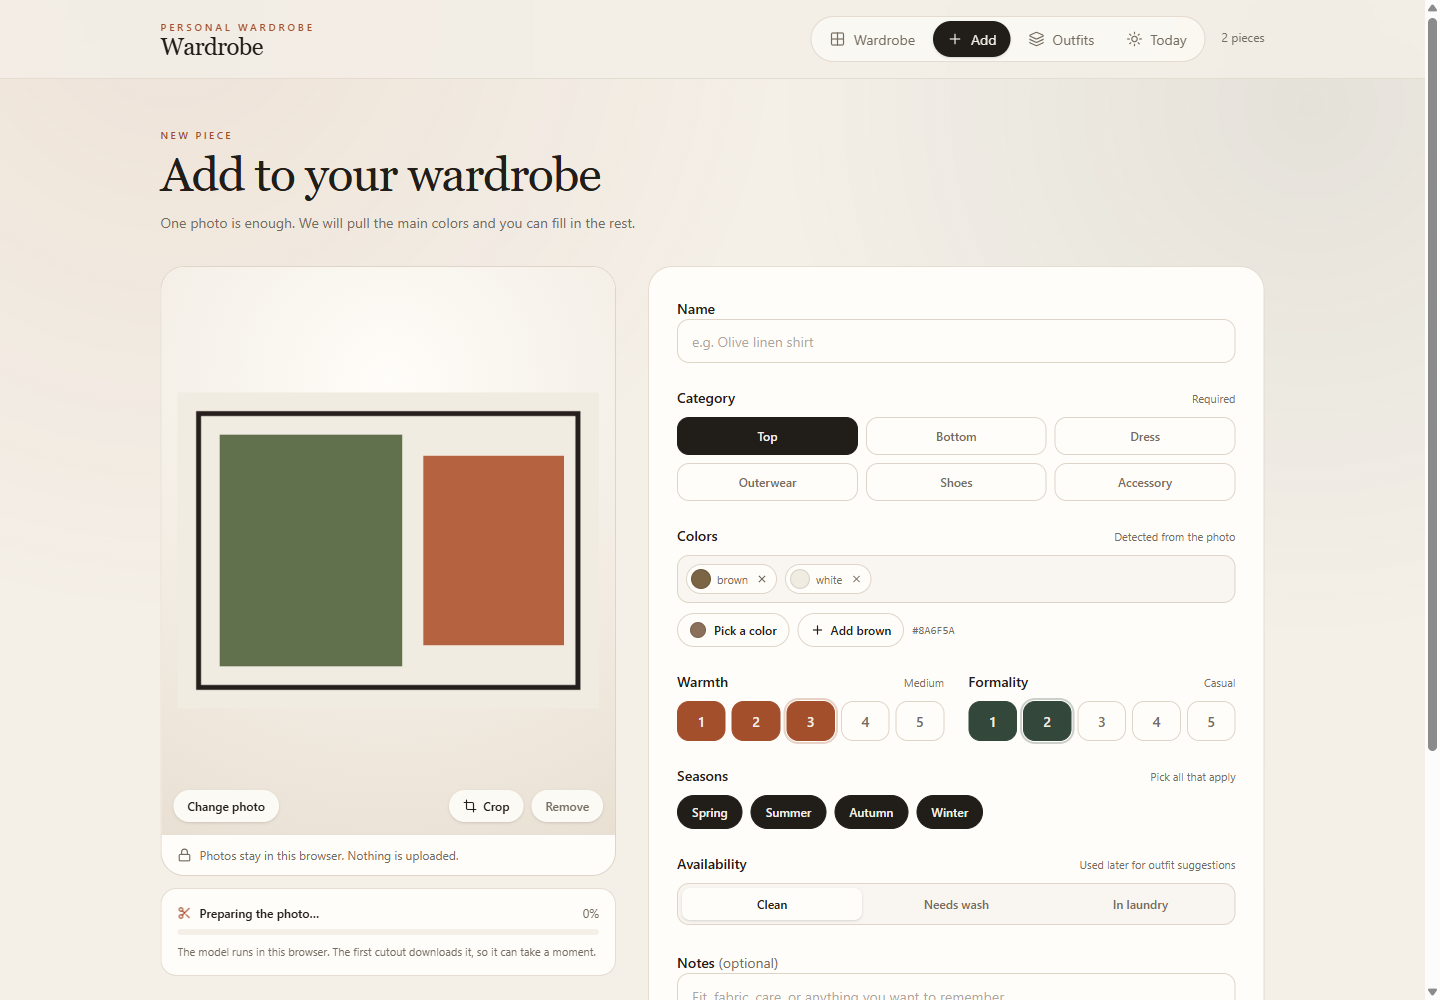 PERSONAL WARDROBE
Wardrobe
Wardrobe
Add
Outfits
Today
2 pieces
NEW PIECE
Add to your wardrobe
One photo is enough. We will pull the main colors and you can fill in the rest.
Change photo
Crop
Remove
Photos stay in this browser. Nothing is uploaded.
Preparing the photo...
0%
The model runs in this browser. The first cutout downloads it, so it can take a moment.
Name
e.g. Olive linen shirt
Category
Required
Top
Bottom
Dress
Outerwear
Shoes
Accessory
Colors
Detected from the photo
brown
white
Pick a color
Add brown
#8A6F5A
Warmth
Medium
1
2
3
4
5
Formality
Casual
1
2
3
4
5
Seasons
Pick all that apply
Spring
Summer
Autumn
Winter
Availability
Used later for outfit suggestions
Clean
Needs wash
In laundry
Notes (optional)
Fit, fabric, care, or anything you want to remember